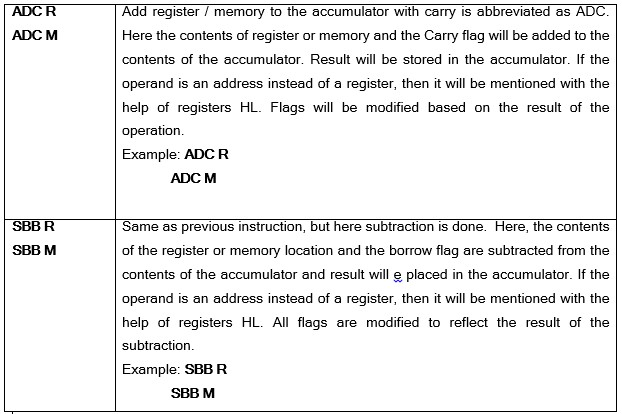 ADC R
ADC M
Add register / memory to the accumulator with carry is abbreviated as ADC.
Here the contents of register or memory and the Carry flag will be added to the
contents of the accumulator. Result will be stored in the accumulator. If the
operand is an address instead of a register, then it will be mentioned with the
help of registers HL. Flags will be modified based on the result of the
operation.
Example: ADC R
ADC M
SBB R
SBB M
Same as previous instruction, but here subtraction is done. Here, the contents
of the register or memory location and the borrow flag are subtracted from the
contents of the accumulator and result will e placed in the accumulator. If the
operand is an address instead of a register, then it will be mentioned with the
help of registers HL. All flags are modified to reflect the result of the
subtraction.
Example: SBB R
SBB M